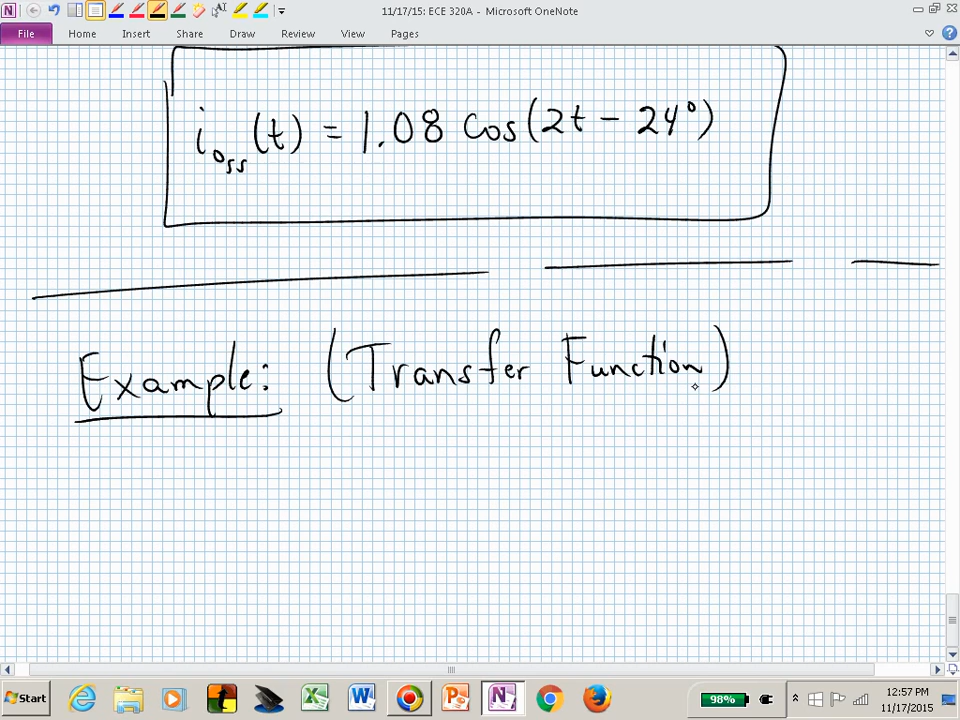 11/17/15: ECE 320A - Microsoft OneNote
File Home Insert Share Draw Review View Pages
i₀ₛₛ(t) = 1.08 cos(2t - 24°)
Example: (Transfer Function)
Start
98%
12:57 PM
11/17/2015